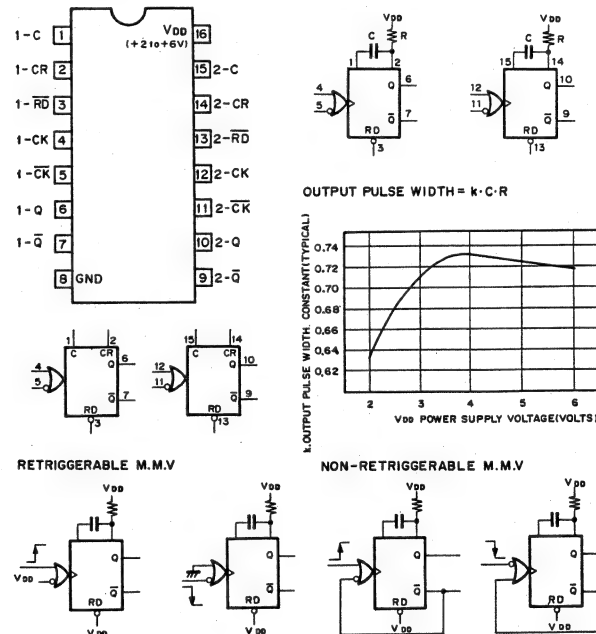 1-C 1
VDD
(+2 to +6V)
16
1-CR 2
15 2-C
1-R̅D̅ 3
14 2-CR
1-CK 4
13 2-R̅D̅
1-C̅K̅ 5
12 2-CK
1-Q 6
11 2-C̅K̅
1-Q̅ 7
10 2-Q
8 GND
9 2-Q̅
VDD
C R
1 2
4
5
Q 6
Q̅ 7
RD
3
VDD
C R
15 14
12
11
Q 10
Q̅ 9
RD
13
OUTPUT PULSE WIDTH = k·C·R
k.OUTPUT PULSE WIDTH. CONSTANT(TYPICAL)
0,74
0,72
0,70
0,68
0,66
0,64
0,62
2 3 4 5 6
VDD POWER SUPPLY VOLTAGE(VOLTS)
1 2
C CR
4
5
Q 6
Q̅ 7
RD
3
15 14
C CR
12
11
Q 10
Q̅ 9
RD
13
RETRIGGERABLE M.M.V
VDD
VDD
Q
Q̅
RD
VDD
VDD
Q
Q̅
RD
VDD
NON-RETRIGGERABLE M.M.V
VDD
Q
Q̅
RD
VDD
VDD
Q
Q̅
RD
VDD